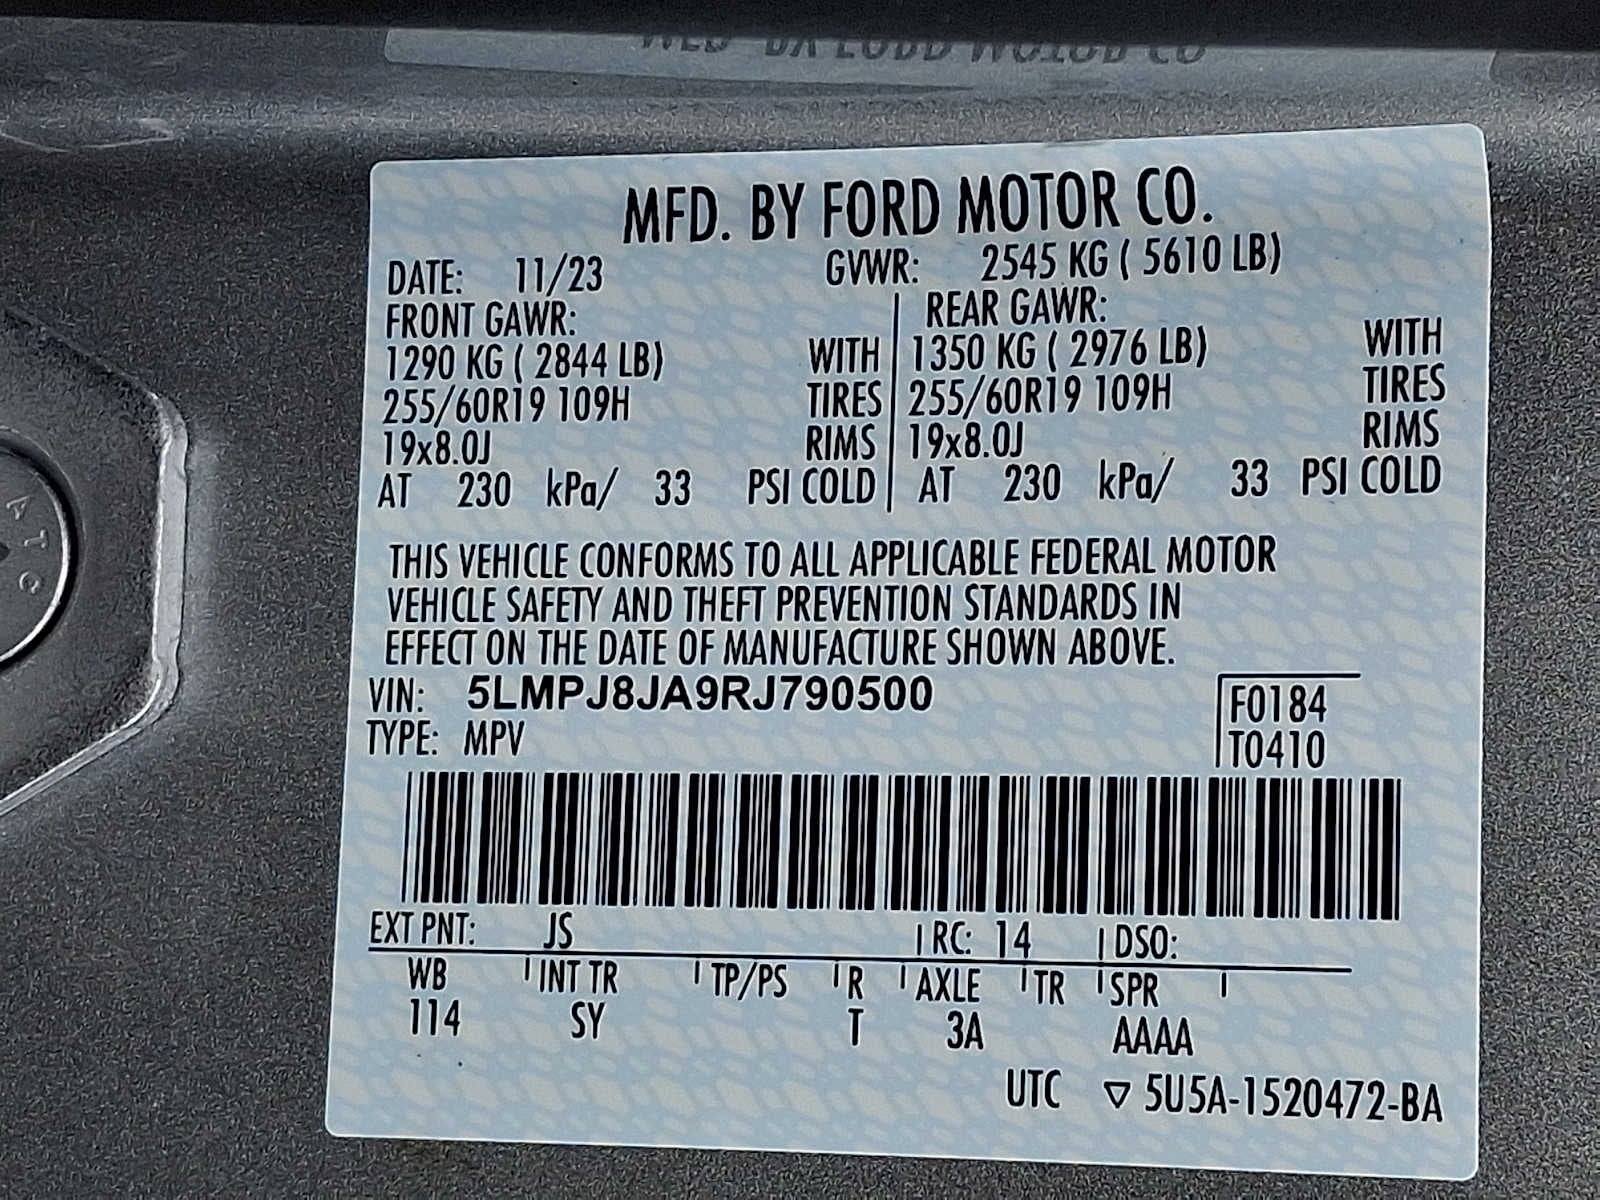 MFD. BY FORD MOTOR CO.
DATE: 11/23 GVWR: 2545 KG ( 5610 LB)
FRONT GAWR: REAR GAWR:
1290 KG ( 2844 LB) WITH 1350 KG ( 2976 LB) WITH
255/60R19 109H TIRES 255/60R19 109H TIRES
19x8.0J RIMS 19x8.0J RIMS
AT 230 kPa/ 33 PSI COLD AT 230 kPa/ 33 PSI COLD
THIS VEHICLE CONFORMS TO ALL APPLICABLE FEDERAL MOTOR
VEHICLE SAFETY AND THEFT PREVENTION STANDARDS IN
EFFECT ON THE DATE OF MANUFACTURE SHOWN ABOVE.
VIN: 5LMPJ8JA9RJ790500 F0184
TYPE: MPV T0410
EXT PNT: JS RC: 14 DSO:
WB INT TR TP/PS R AXLE TR SPR
114 SY T 3A AAAA
UTC ▽ 5U5A-1520472-BA